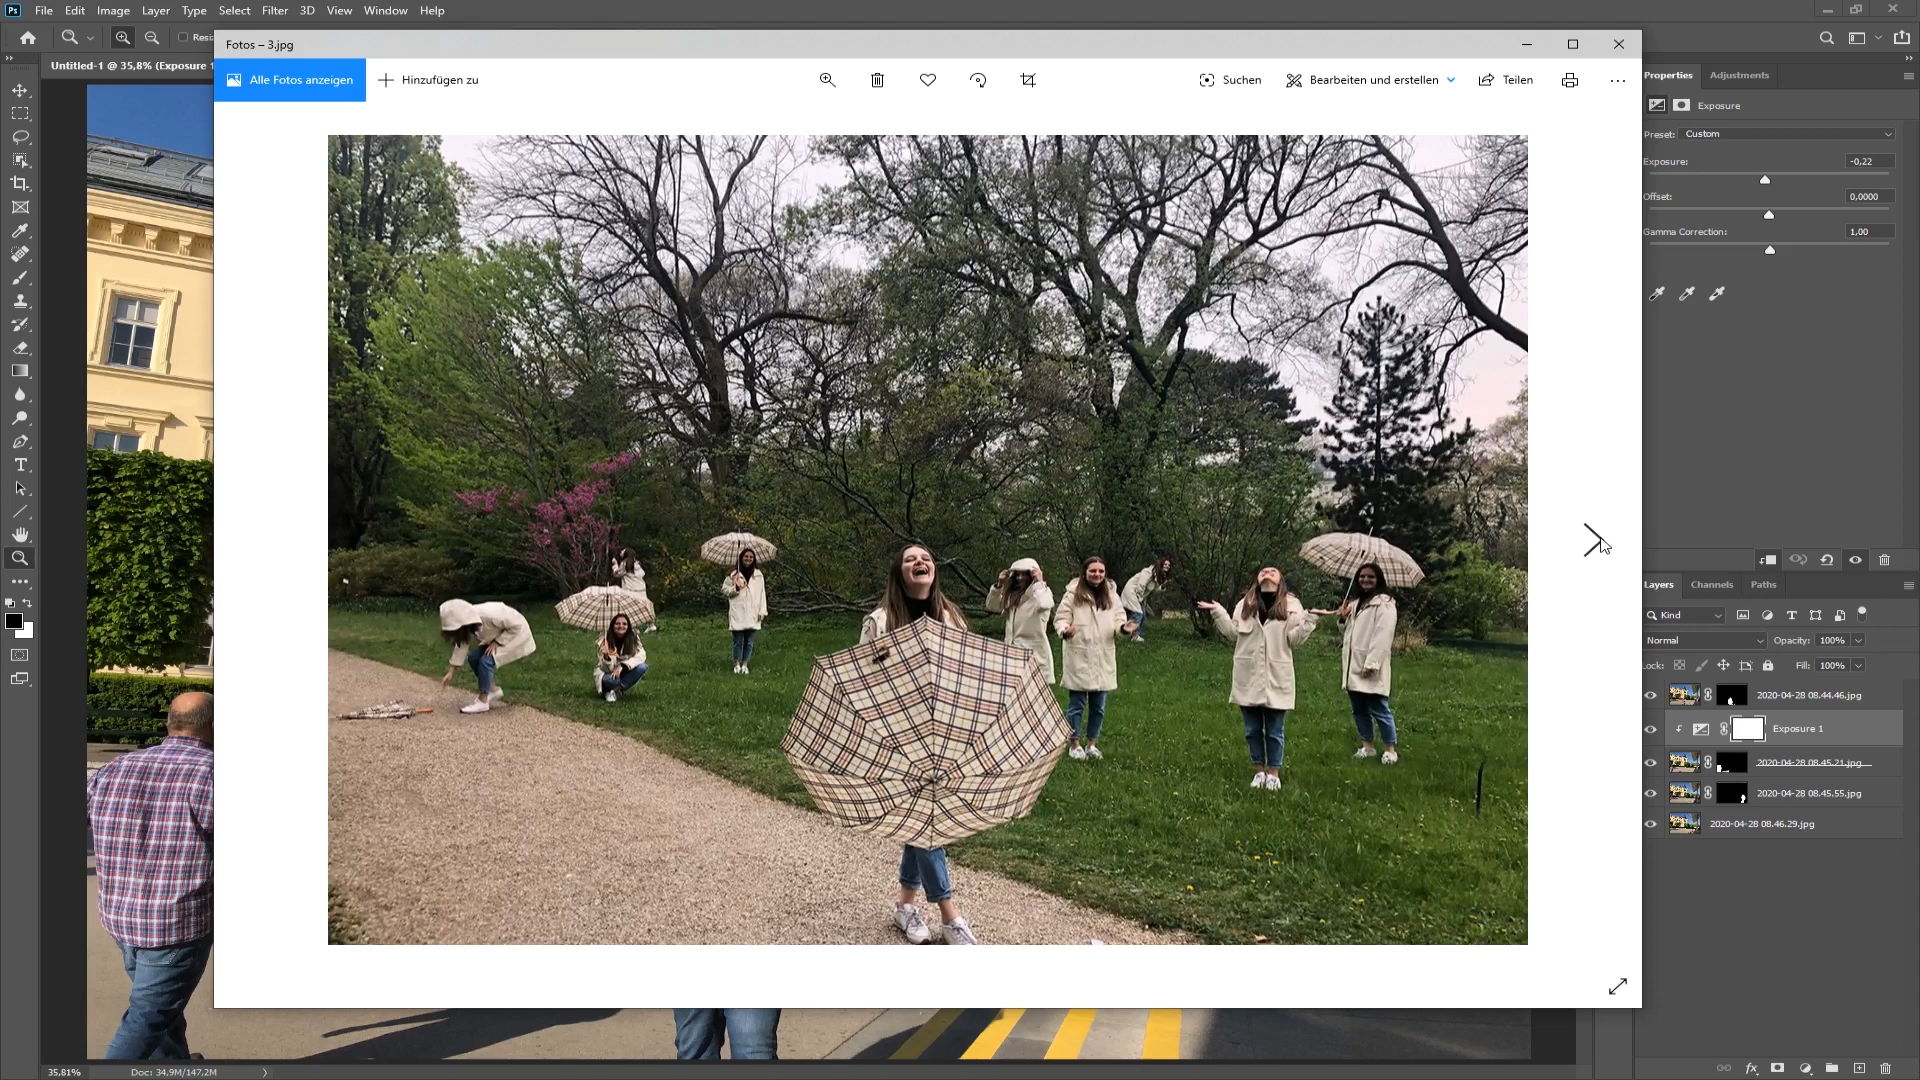 Ps File Edit Image Layer Type Select Filter 3D View Window Help
Fotos – 3.jpg
Untitled-1 @ 35,8% (Exposure 1
Alle Fotos anzeigen
Hinzufügen zu
Suchen
Bearbeiten und erstellen
Teilen
Properties Adjustments
Exposure
Preset: Custom
Exposure: -0,22
Offset: 0,0000
Gamma Correction: 1,00
Layers Channels Paths
Kind
Normal Opacity: 100%
Lock: Fill: 100%
2020-04-28 08.44.46.jpg
Exposure 1
2020-04-28 08.45.21.jpg
2020-04-28 08.45.55.jpg
2020-04-28 08.46.29.jpg
35,81% Doc: 34,9M/147,2M